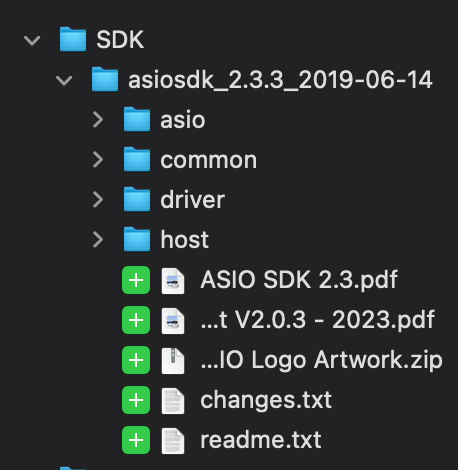 SDK
asiosdk_2.3.3_2019-06-14
asio
common
driver
host
ASIO SDK 2.3.pdf
...t V2.0.3 - 2023.pdf
...IO Logo Artwork.zip
changes.txt
readme.txt